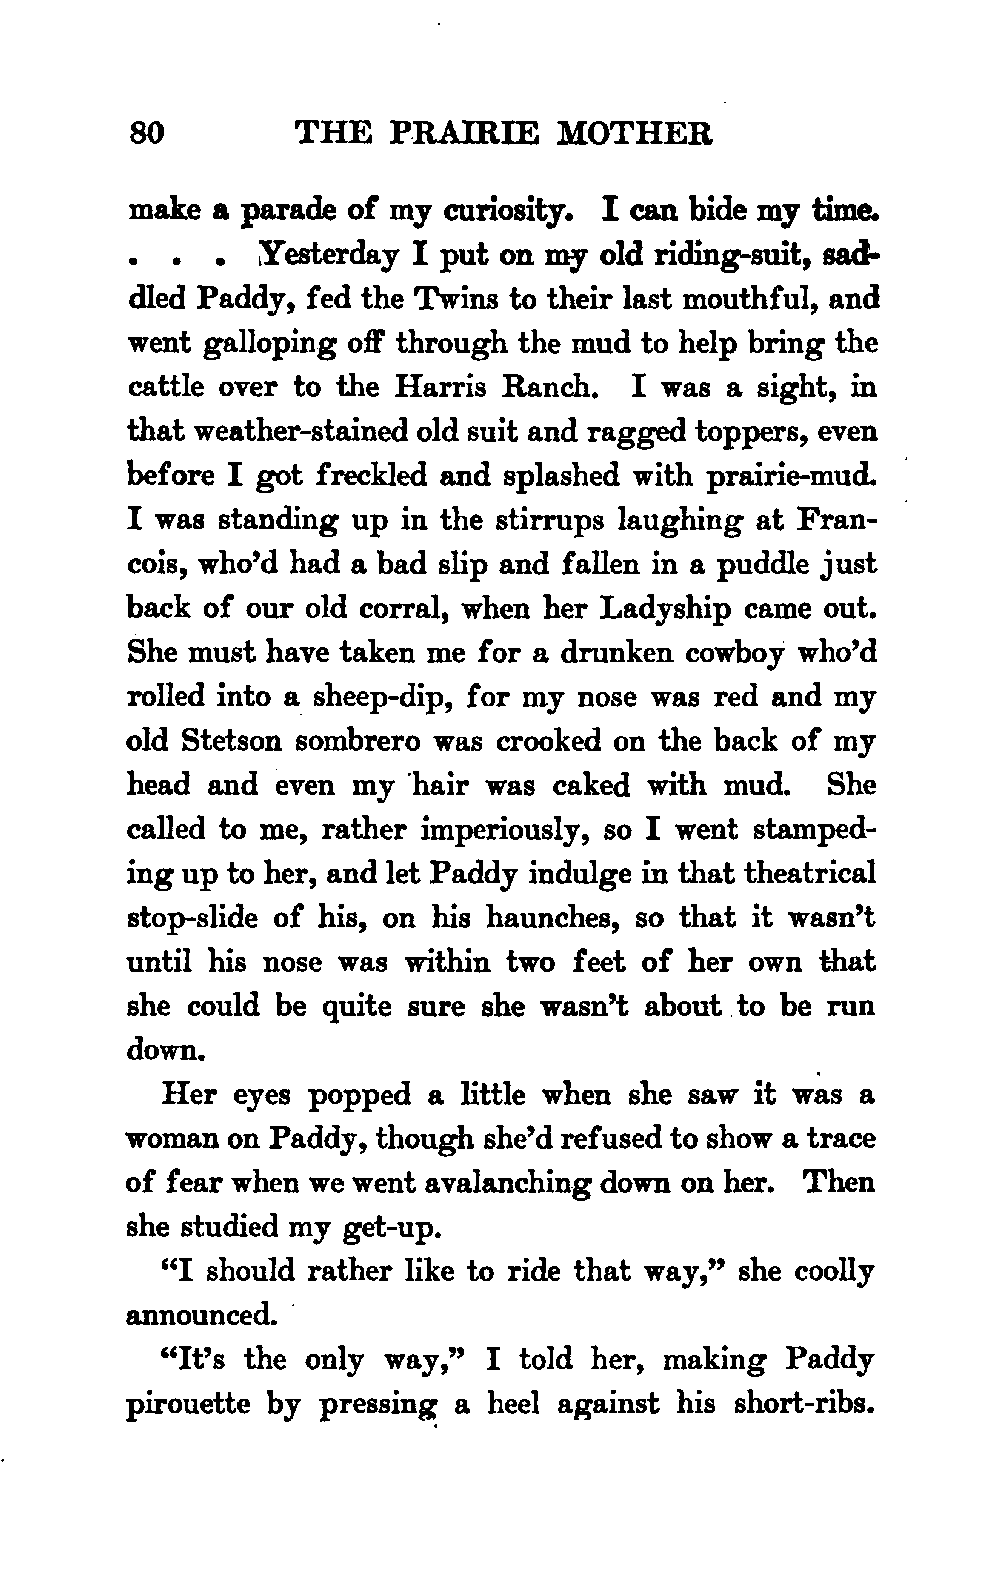 80 THE PRAIRIE MOTHER
make a parade of my curiosity. I can bide my time.
. . . Yesterday I put on my old riding-suit, sad-
dled Paddy, fed the Twins to their last mouthful, and
went galloping off through the mud to help bring the
cattle over to the Harris Ranch. I was a sight, in
that weather-stained old suit and ragged toppers, even
before I got freckled and splashed with prairie-mud.
I was standing up in the stirrups laughing at Fran-
cois, who'd had a bad slip and fallen in a puddle just
back of our old corral, when her Ladyship came out.
She must have taken me for a drunken cowboy who'd
rolled into a sheep-dip, for my nose was red and my
old Stetson sombrero was crooked on the back of my
head and even my hair was caked with mud. She
called to me, rather imperiously, so I went stamped-
ing up to her, and let Paddy indulge in that theatrical
stop-slide of his, on his haunches, so that it wasn't
until his nose was within two feet of her own that
she could be quite sure she wasn't about to be run
down.
Her eyes popped a little when she saw it was a
woman on Paddy, though she'd refused to show a trace
of fear when we went avalanching down on her. Then
she studied my get-up.
“I should rather like to ride that way,” she coolly
announced.
“It's the only way,” I told her, making Paddy
pirouette by pressing a heel against his short-ribs.